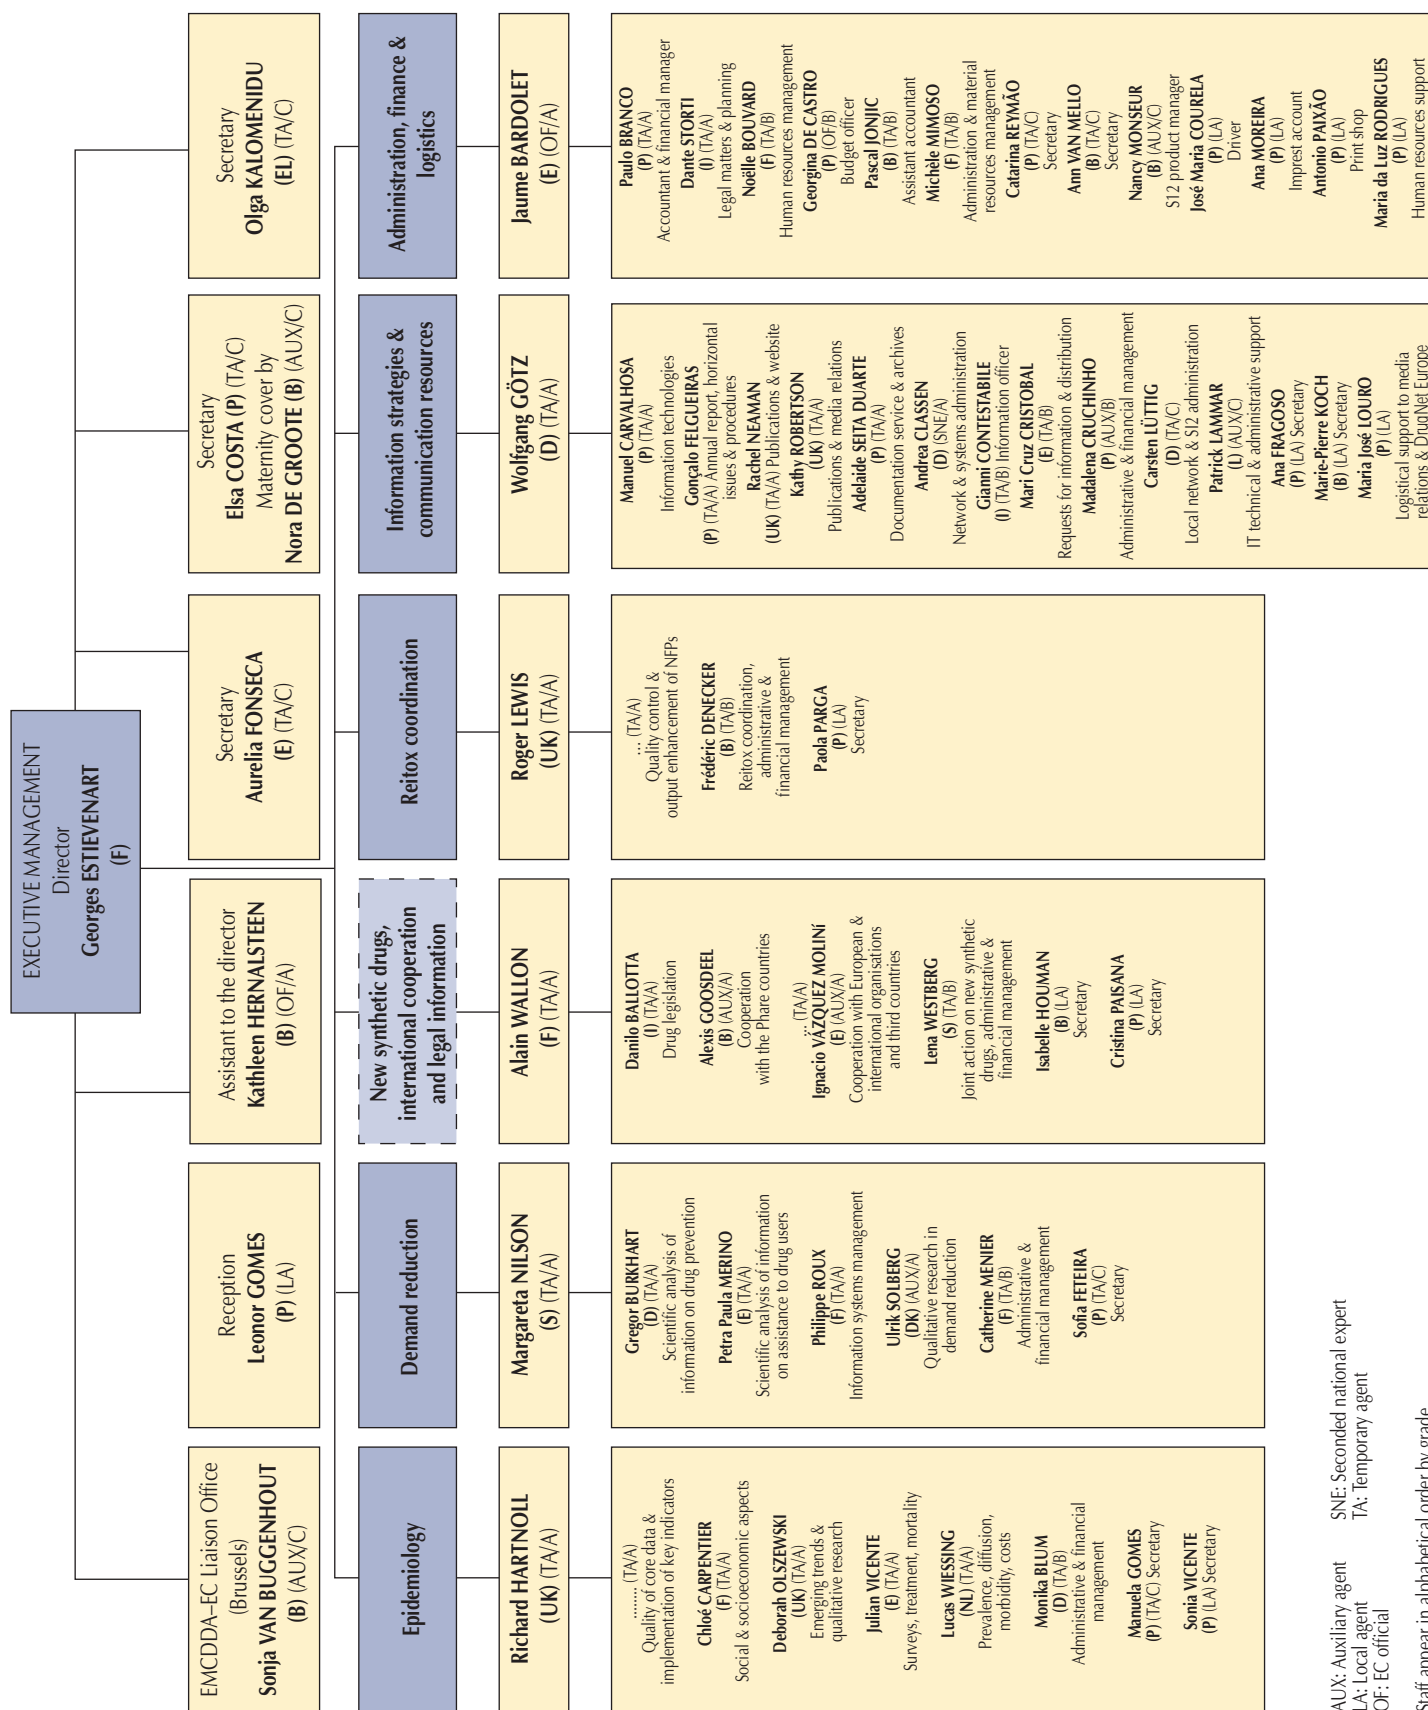 EXECUTIVE MANAGEMENT
Director
Georges ESTIEVENART
(F)
EMCDDA–EC Liaison Office
(Brussels)
Sonja VAN BUGGENHOUT
(B) (AUX/C)
Reception
Leonor GOMES
(P) (LA)
Assistant to the director
Kathleen HERNALSTEEN
(B) (OF/A)
Secretary
Aurelia FONSECA
(E) (TA/C)
Secretary
Elsa COSTA (P) (TA/C)
Maternity cover by
Nora DE GROOTE (B) (AUX/C)
Secretary
Olga KALOMENIDU
(EL) (TA/C)
Epidemiology
Richard HARTNOLL
(UK) (TA/A)
........ (TA/A)
Quality of core data &
implementation of key indicators
Chloé CARPENTIER
(F) (TA/A)
Social & socioeconomic aspects
Deborah OLSZEWSKI
(UK) (TA/A)
Emerging trends &
qualitative research
Julian VICENTE
(E) (TA/A)
Surveys, treatment, mortality
Lucas WIESSING
(NL) (TA/A)
Prevalence, diffusion,
morbidity, costs
Monika BLUM
(D) (TA/B)
Administrative & financial
management
Manuela GOMES
(P) (TA/C) Secretary
Sonia VICENTE
(P) (LA) Secretary
Demand reduction
Margareta NILSON
(S) (TA/A)
Gregor BURKHART
(D) (TA/A)
Scientific analysis of
information on drug prevention
Petra Paula MERINO
(E) (TA/A)
Scientific analysis of information
on assistance to drug users
Philippe ROUX
(F) (TA/A)
Information systems management
Ulrik SOLBERG
(DK) (AUX/A)
Qualitative research in
demand reduction
Catherine MENIER
(F) (TA/B)
Administrative &
financial management
Sofia FETEIRA
(P) (TA/C)
Secretary
New synthetic drugs,
international cooperation
and legal information
Alain WALLON
(F) (TA/A)
Danilo BALLOTTA
(I) (TA/A)
Drug legislation
Alexis GOOSDEEL
(B) (AUX/A)
Cooperation
with the Phare countries
... (TA/A)
Ignacio VÁZQUEZ MOLINÍ
(E) (AUX/A)
Cooperation with European &
international organisations
and third countries
Lena WESTBERG
(S) (TA/B)
Joint action on new synthetic
drugs, administrative &
financial management
Isabelle HOUMAN
(B) (LA)
Secretary
Cristina PAISANA
(P) (LA)
Secretary
Reitox coordination
Roger LEWIS
(UK) (TA/A)
... (TA/A)
Quality control &
output enhancement of NFPs
Frédéric DENECKER
(B) (TA/B)
Reitox coordination,
administrative &
financial management
Paola PARGA
(P) (LA)
Secretary
Information strategies &
communication resources
Wolfgang GÖTZ
(D) (TA/A)
Manuel CARVALHOSA
(P) (TA/A)
Information technologies
Gonçalo FELGUEIRAS
(P) (TA/A) Annual report, horizontal
issues & procedures
Rachel NEAMAN
(UK) (TA/A) Publications & website
Kathy ROBERTSON
(UK) (TA/A)
Publications & media relations
Adelaide SEITA DUARTE
(P) (TA/A)
Documentation service & archives
Andrea CLASSEN
(D) (SNE/A)
Network & systems administration
Gianni CONTESTABILE
(I) (TA/B) Information officer
Mari Cruz CRISTOBAL
(E) (TA/B)
Requests for information & distribution
Madalena CRUCHINHO
(P) (AUX/B)
Administrative & financial management
Carsten LÜTTIG
(D) (TA/C)
Local network & SI2 administration
Patrick LAMMAR
(L) (AUX/C)
IT technical & administrative support
Ana FRAGOSO
(P) (LA) Secretary
Marie-Pierre KOCH
(B) (LA) Secretary
Maria José LOURO
(P) (LA)
Logistical support to media
relations & DrugNet Europe
Administration, finance &
logistics
Jaume BARDOLET
(E) (OF/A)
Paulo BRANCO
(P) (TA/A)
Accountant & financial manager
Dante STORTI
(I) (TA/A)
Legal matters & planning
Noëlle BOUVARD
(F) (TA/B)
Human resources management
Georgina DE CASTRO
(P) (OF/B)
Budget officer
Pascal JONJIC
(B) (TA/B)
Assistant accountant
Michèle MIMOSO
(F) (TA/B)
Administration & material
resources management
Catarina REYMÃO
(P) (TA/C)
Secretary
Ann VAN MELLO
(B) (TA/C)
Secretary
Nancy MONSEUR
(B) (AUX/C)
S12 product manager
José Maria COURELA
(P) (LA)
Driver
Ana MOREIRA
(P) (LA)
Imprest account
Antonio PAIXÃO
(P) (LA)
Print shop
Maria da Luz RODRIGUES
(P) (LA)
Human resources support
AUX: Auxiliary agent
LA: Local agent
OF: EC official
SNE: Seconded national expert
TA: Temporary agent
Staff appear in alphabetical order by grade